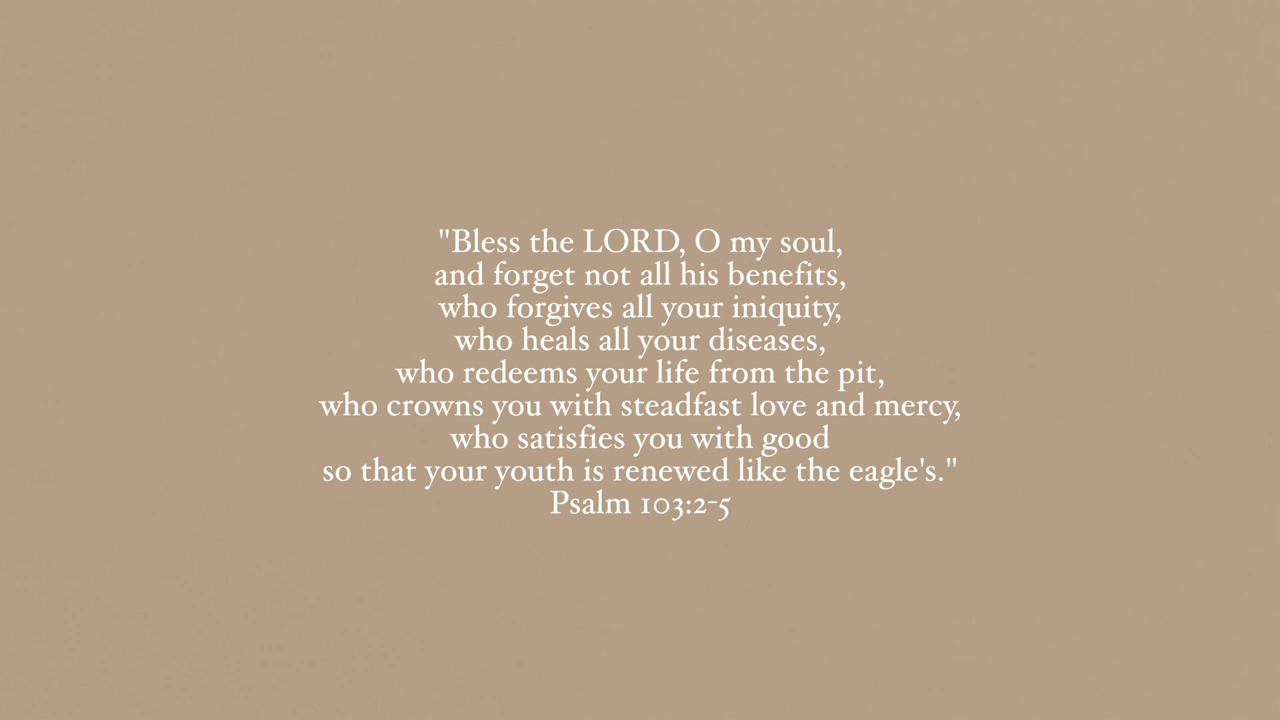 "Bless the LORD, O my soul,
and forget not all his benefits,
who forgives all your iniquity,
who heals all your diseases,
who redeems your life from the pit,
who crowns you with steadfast love and mercy,
who satisfies you with good
so that your youth is renewed like the eagle's."
Psalm 103:2-5